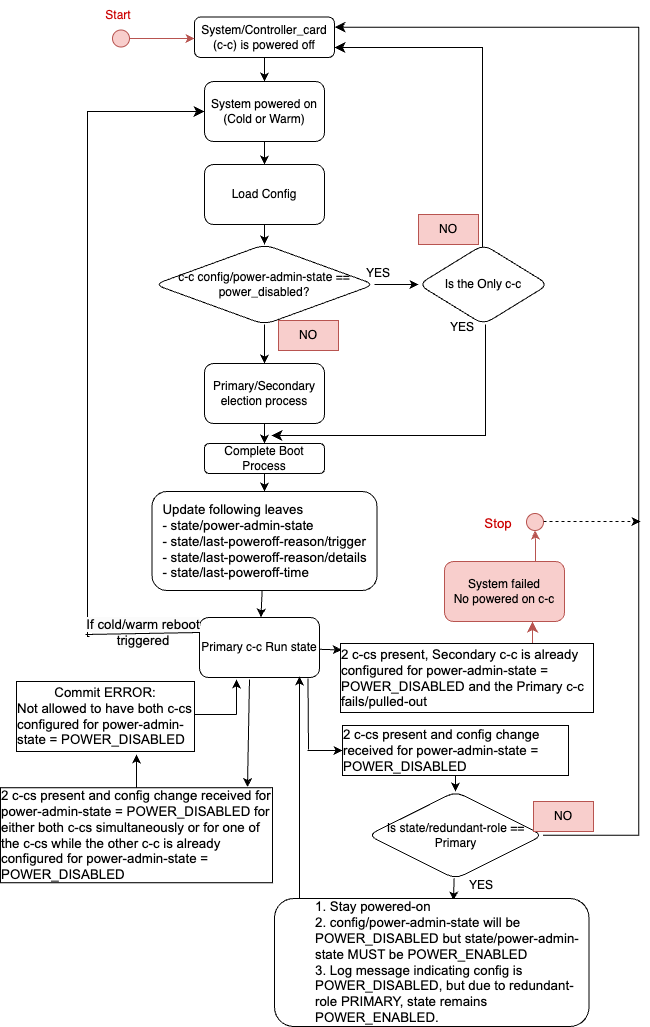 Start
System/Controller_card
(c-c) is powered off
System powered on
(Cold or Warm)
Load Config
NO
c-c config/power-admin-state ==
power_disabled?
YES
Is the Only c-c
NO
YES
Primary/Secondary
election process
Complete Boot
Process
Update following leaves
- state/power-admin-state
- state/last-poweroff-reason/trigger
- state/last-poweroff-reason/details
- state/last-poweroff-time
Stop
System failed
No powered on c-c
If cold/warm reboot
triggered
Primary c-c Run state
2 c-cs present, Secondary c-c is already
configured for power-admin-state =
POWER_DISABLED and the Primary c-c
fails/pulled-out
Commit ERROR:
Not allowed to have both c-cs
configured for power-admin-
state = POWER_DISABLED
2 c-cs present and config change
received for power-admin-state =
POWER_DISABLED
2 c-cs present and config change received for
power-admin-state = POWER_DISABLED for
either both c-cs simultaneously or for one of
the c-cs while the other c-c is already
configured for power-admin-state =
POWER_DISABLED
Is state/redundant-role ==
Primary
NO
YES
1. Stay powered-on
2. config/power-admin-state will be
POWER_DISABLED but state/power-admin-
state MUST be POWER_ENABLED
3. Log message indicating config is
POWER_DISABLED, but due to redundant-
role PRIMARY, state remains
POWER_ENABLED.